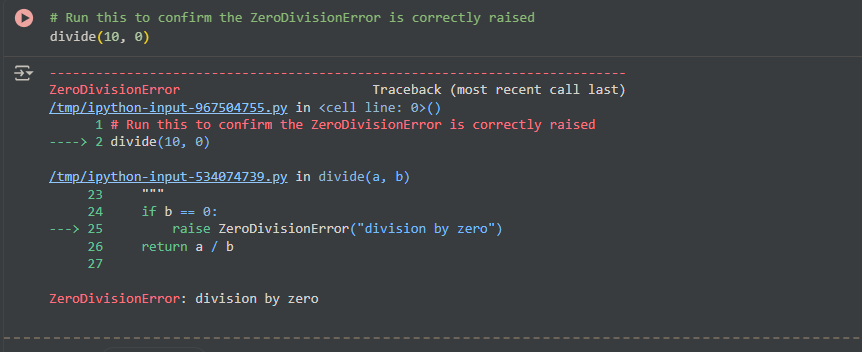 # Run this to confirm the ZeroDivisionError is correctly raised
divide(10, 0)
---------------------------------------------------------------------------
ZeroDivisionError                         Traceback (most recent call last)
/tmp/ipython-input-967504755.py in <cell line: 0>()
      1 # Run this to confirm the ZeroDivisionError is correctly raised
----> 2 divide(10, 0)
/tmp/ipython-input-534074739.py in divide(a, b)
     23     """
     24     if b == 0:
---> 25         raise ZeroDivisionError("division by zero")
     26     return a / b
     27
ZeroDivisionError: division by zero